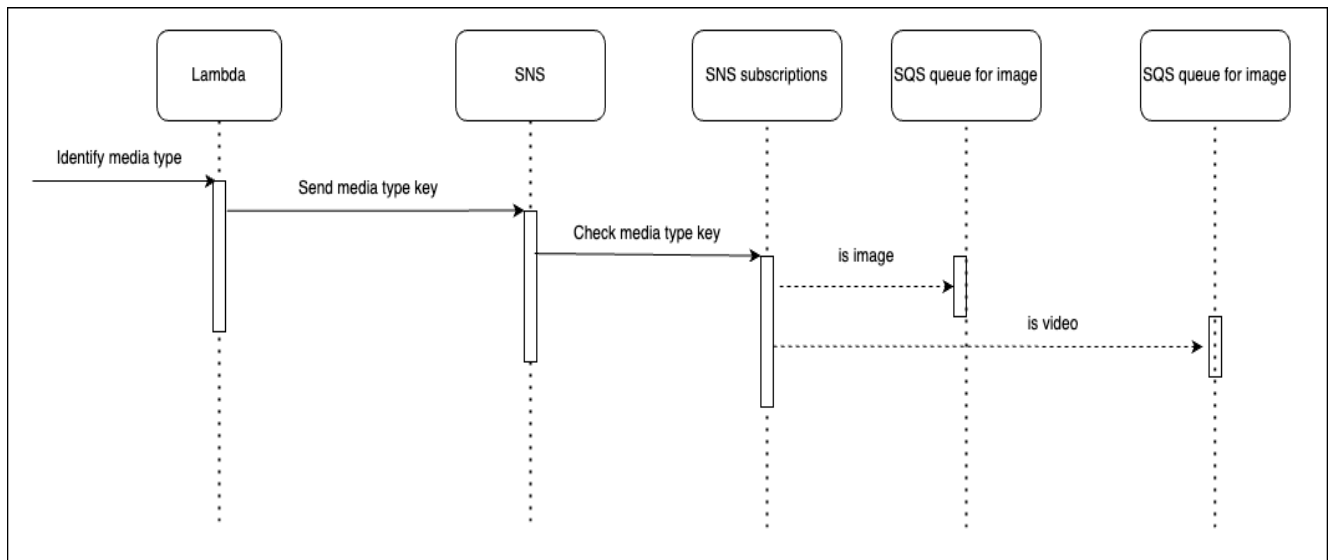 Lambda
SNS
SNS subscriptions
SQS queue for image
SQS queue for image
Identify media type
Send media type key
Check media type key
is image
is video